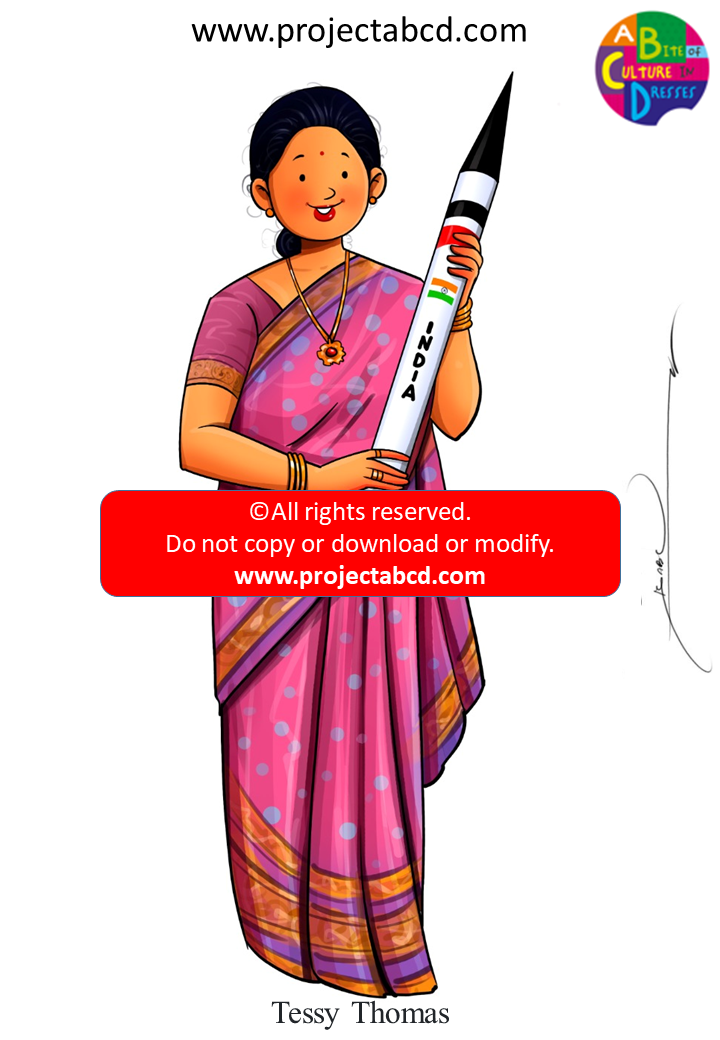 www.projectabcd.com
A BITE OF
CULTURE IN
DRESSES
INDIA
©All rights reserved.
Do not copy or download or modify.
www.projectabcd.com
Tessy Thomas